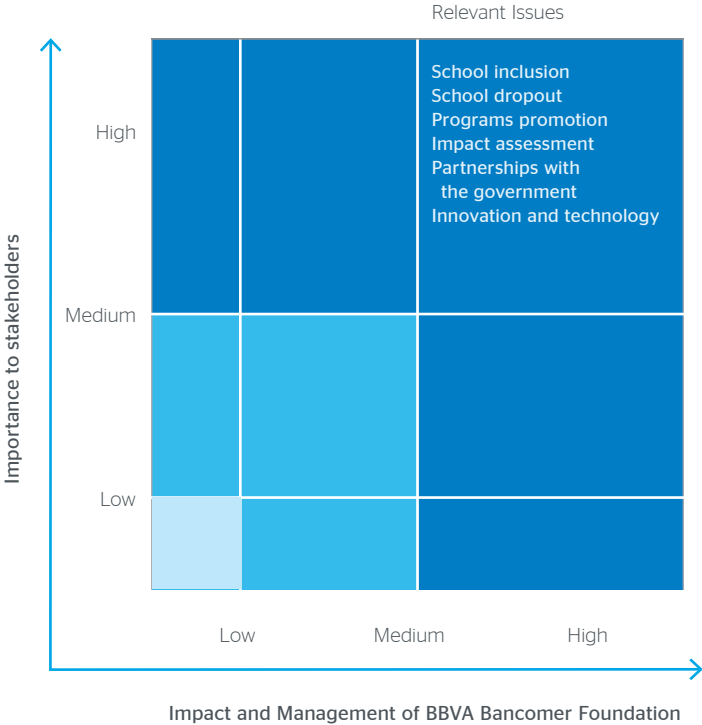 Relevant Issues
School inclusion
School dropout
Programs promotion
Impact assessment
Partnerships with
the government
Innovation and technology
High
Medium
Low
Importance to stakeholders
Low
Medium
High
Impact and Management of BBVA Bancomer Foundation